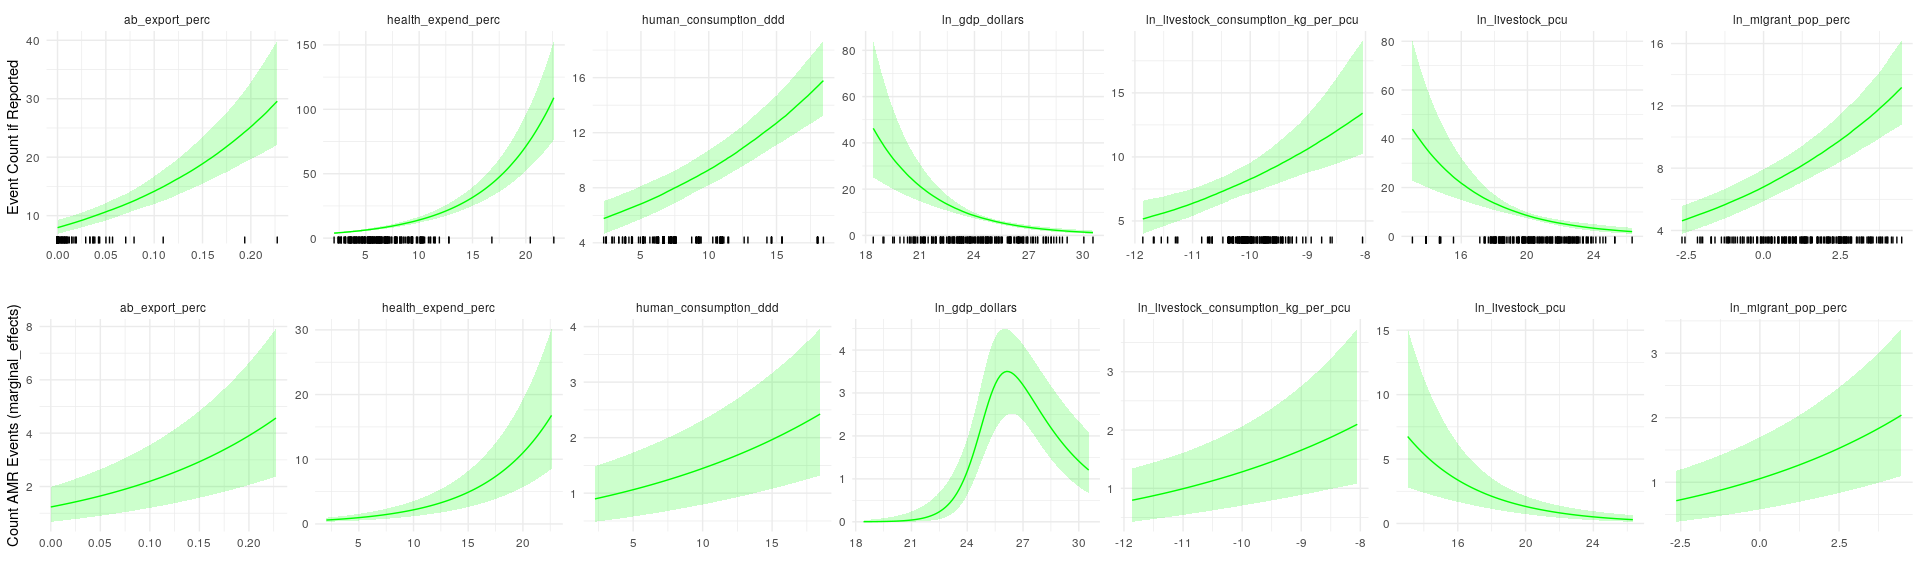 ab_export_perc
health_expend_perc
human_consumption_ddd
ln_gdp_dollars
ln_livestock_consumption_kg_per_pcu
ln_livestock_pcu
ln_migrant_pop_perc
Event Count if Reported
40
30
20
10
0.00 0.05 0.10 0.15 0.20
150
100
50
0
5 10 15 20
16
12
8
4
5 10 15
80
60
40
20
0
18 21 24 27 30
15
10
5
-12 -11 -10 -9 -8
80
60
40
20
0
16 20 24
16
12
8
4
-2.5 0.0 2.5
ab_export_perc
health_expend_perc
human_consumption_ddd
ln_gdp_dollars
ln_livestock_consumption_kg_per_pcu
ln_livestock_pcu
ln_migrant_pop_perc
Count AMR Events (marginal_effects)
8
6
4
2
0.00 0.05 0.10 0.15 0.20
30
20
10
0
5 10 15 20
4
3
2
1
5 10 15
4
3
2
1
0
18 21 24 27 30
3
2
1
-12 -11 -10 -9 -8
15
10
5
0
16 20 24
3
2
1
-2.5 0.0 2.5